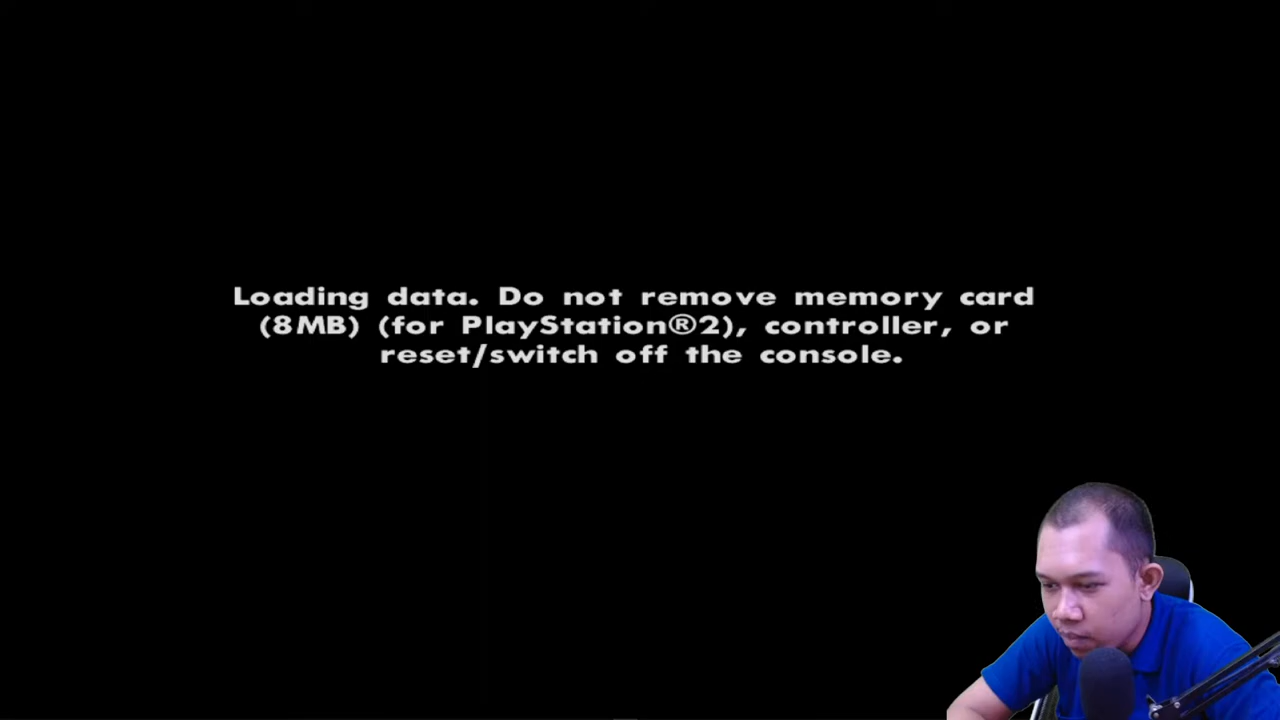 Loading data. Do not remove memory card
(8MB) (for PlayStation®2), controller, or
reset/switch off the console.